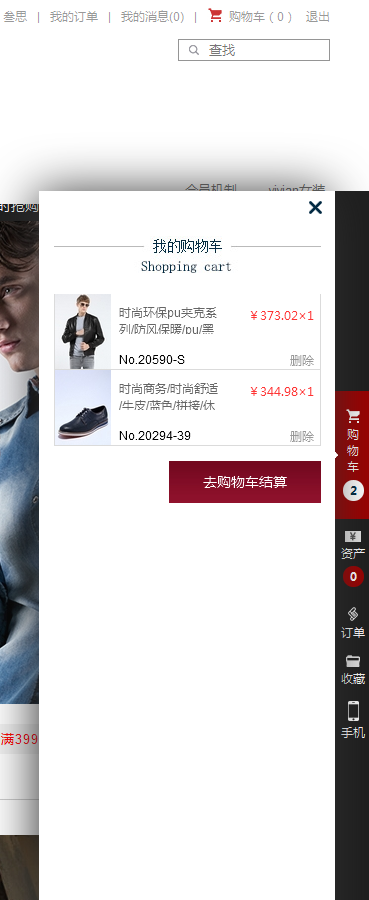 叁思 | 我的订单 | 我的消息(0) | 购物车 ( 0 ) 退出
查找
会员机制 vivian女装
时尚抢购
我的购物车
Shopping cart
时尚环保pu夹克系
列/防风保暖/pu/黑
¥373.02×1
No.20590-S
删除
时尚商务/时尚舒适
/牛皮/蓝色/拼接/休
¥344.98×1
No.20294-39
删除
去购物车结算
购
物
车
2
资产
0
订单
收藏
手机
满399